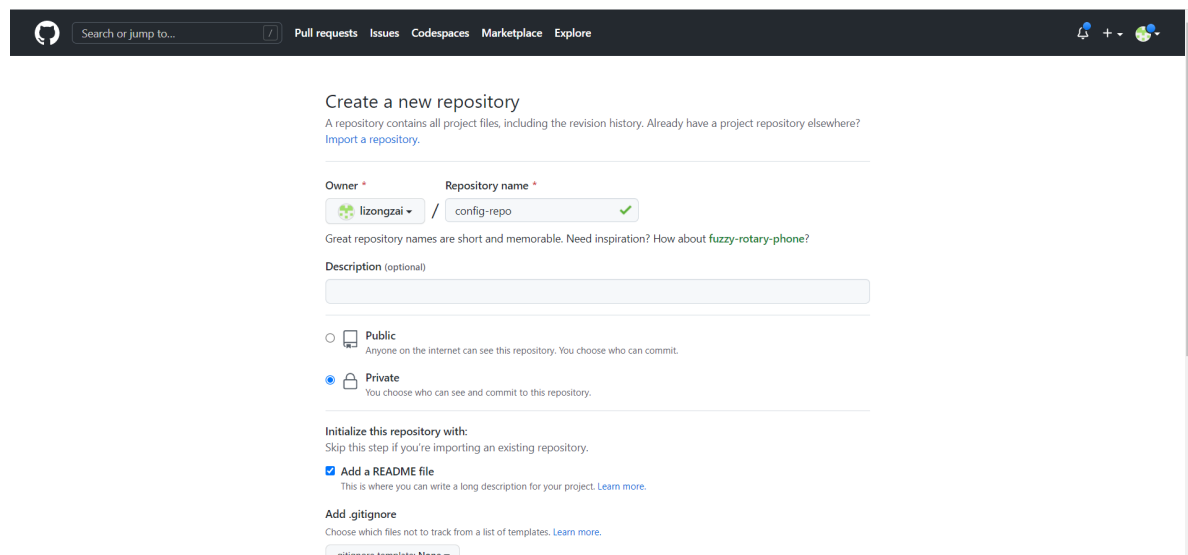 Search or jump to... /
Pull requests Issues Codespaces Marketplace Explore
Create a new repository
A repository contains all project files, including the revision history. Already have a project repository elsewhere?
Import a repository.
Owner * Repository name *
lizongzai / config-repo
Great repository names are short and memorable. Need inspiration? How about fuzzy-rotary-phone?
Description (optional)
Public
Anyone on the internet can see this repository. You choose who can commit.
Private
You choose who can see and commit to this repository.
Initialize this repository with:
Skip this step if you're importing an existing repository.
Add a README file
This is where you can write a long description for your project. Learn more.
Add .gitignore
Choose which files not to track from a list of templates. Learn more.
.gitignore template: None